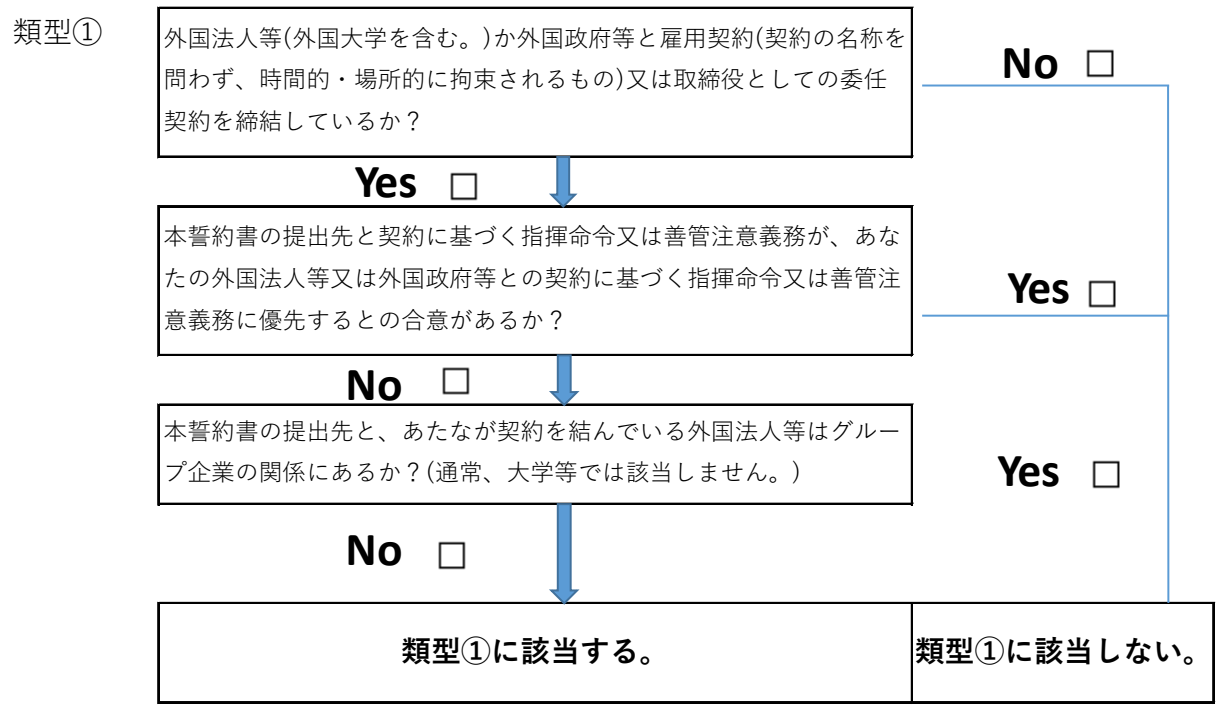 類型①
外国法人等(外国大学を含む。)か外国政府等と雇用契約(契約の名称を
問わず、時間的・場所的に拘束されるもの)又は取締役としての委任
契約を締結しているか？
No □
Yes □
本誓約書の提出先と契約に基づく指揮命令又は善管注意義務が、あな
たの外国法人等又は外国政府等との契約に基づく指揮命令又は善管注
意義務に優先するとの合意があるか？
Yes □
No □
本誓約書の提出先と、あたなが契約を結んでいる外国法人等はグルー
プ企業の関係にあるか？(通常、大学等では該当しません。)
Yes □
No □
類型①に該当する。
類型①に該当しない。